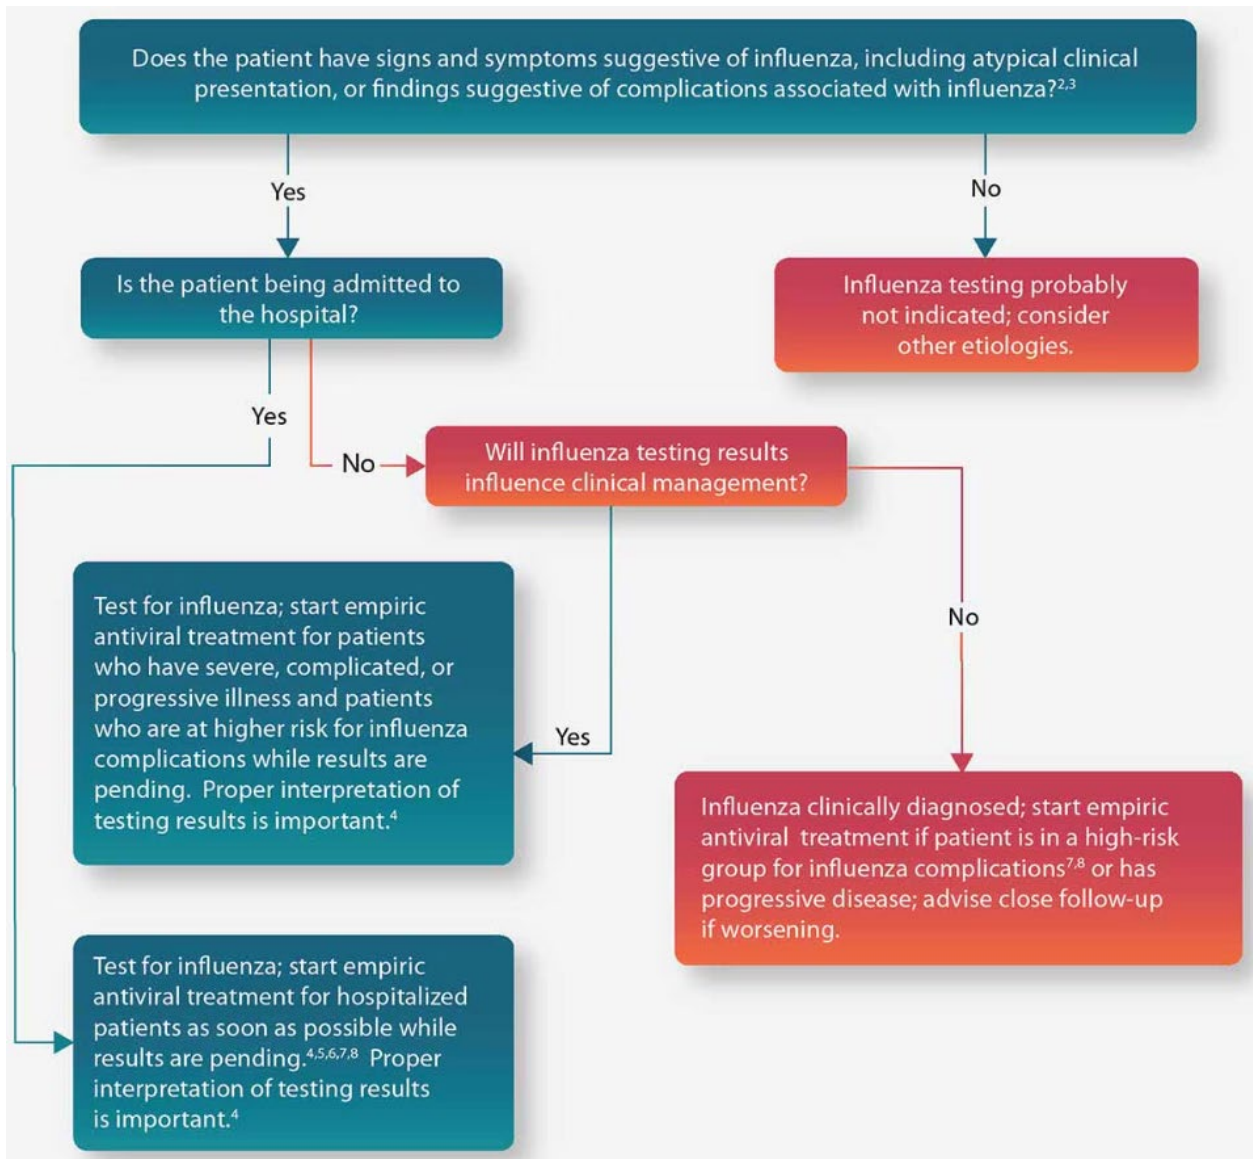 Does the patient have signs and symptoms suggestive of influenza, including atypical clinical
presentation, or findings suggestive of complications associated with influenza?2,3
Yes
No
Is the patient being admitted to
the hospital?
Influenza testing probably
not indicated; consider
other etiologies.
Yes
No
Will influenza testing results
influence clinical management?
Test for influenza; start empiric
antiviral treatment for patients
who have severe, complicated, or
progressive illness and patients
who are at higher risk for influenza
complications while results are
pending. Proper interpretation of
testing results is important.4
Yes
No
Influenza clinically diagnosed; start empiric
antiviral treatment if patient is in a high-risk
group for influenza complications7,8 or has
progressive disease; advise close follow-up
if worsening.
Test for influenza; start empiric
antiviral treatment for hospitalized
patients as soon as possible while
results are pending.4,5,6,7,8 Proper
interpretation of testing results
is important.4